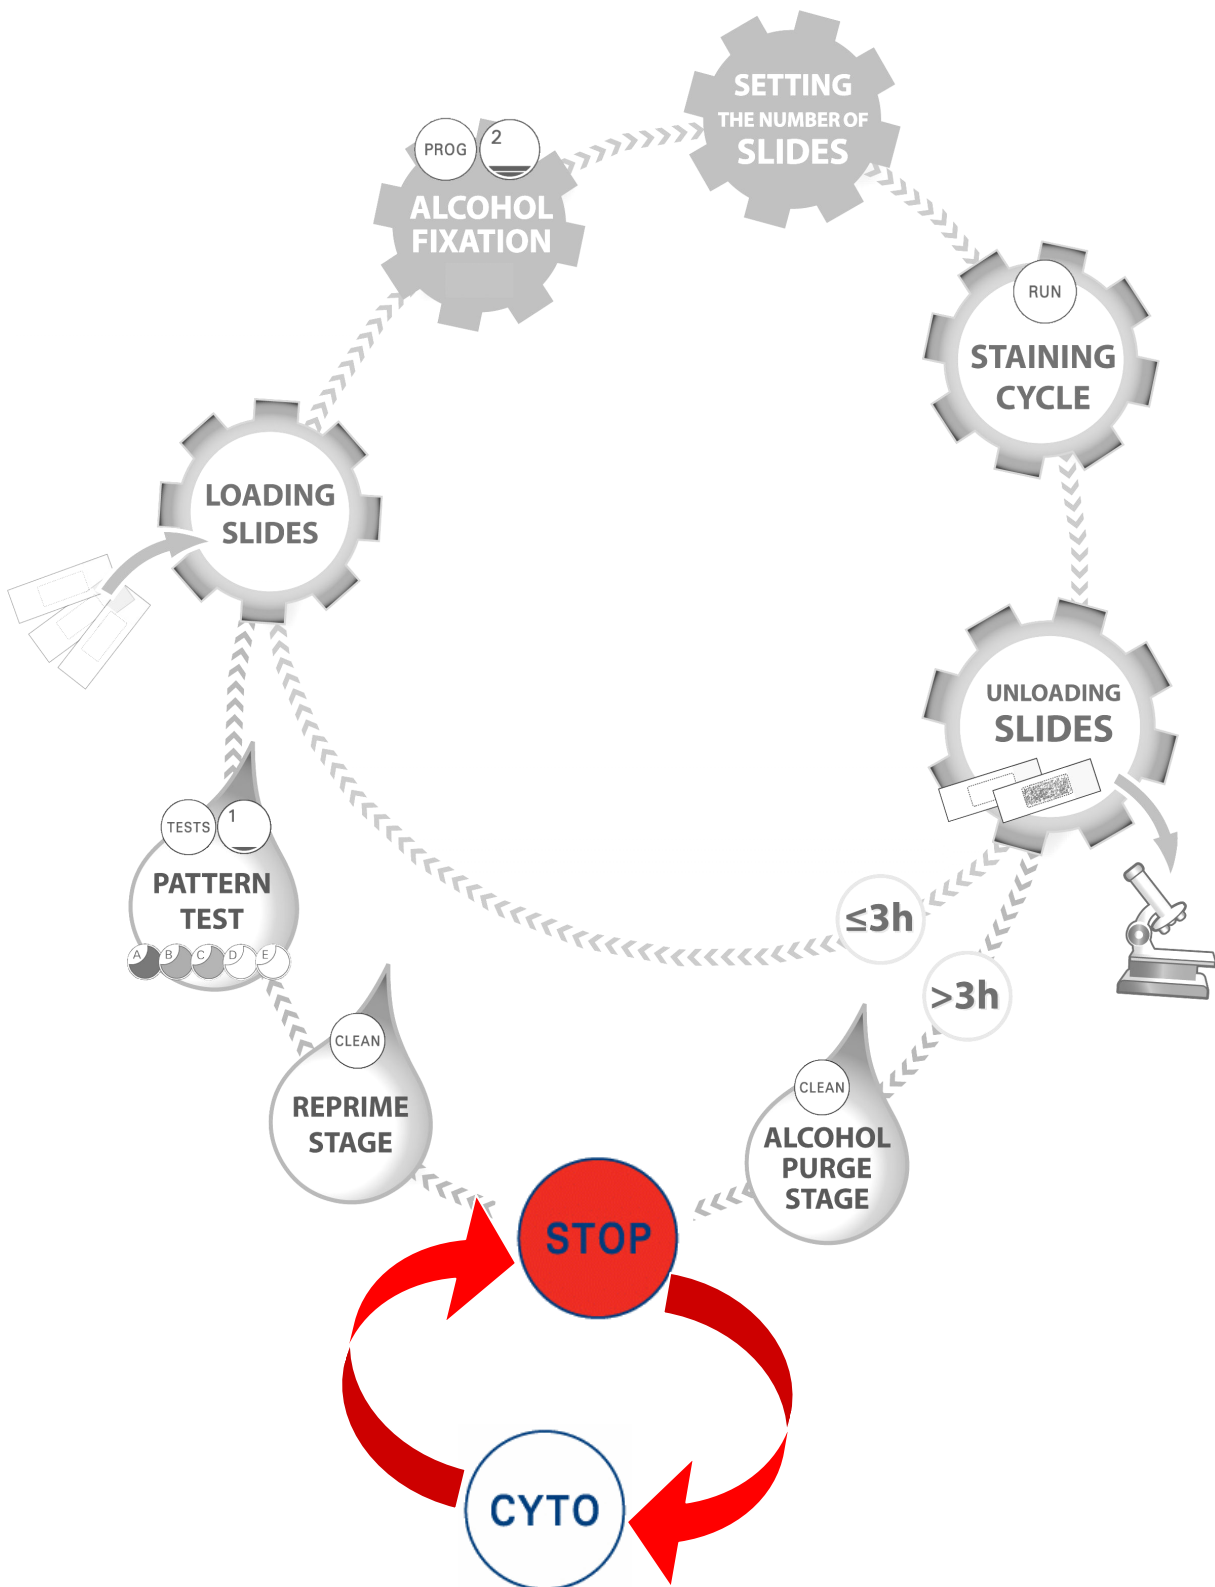 SETTING
THE NUMBER OF
SLIDES
PROG
2
ALCOHOL
FIXATION
RUN
STAINING
CYCLE
LOADING
SLIDES
UNLOADING
SLIDES
TESTS
1
PATTERN
TEST
A B C D E
≤3h
>3h
CLEAN
REPRIME
STAGE
CLEAN
ALCOHOL
PURGE
STAGE
STOP
CYTO